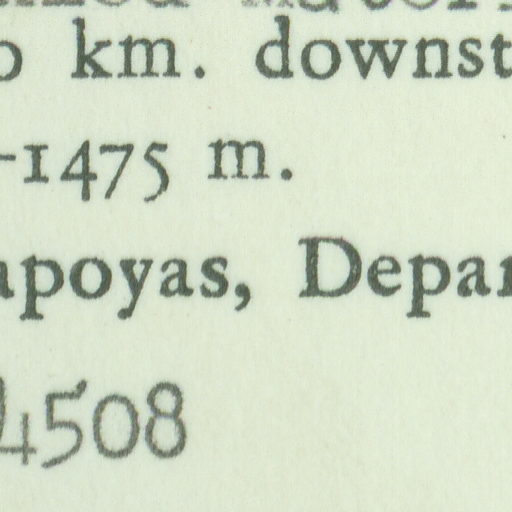 km. downst
-1475 m.
apoyas, Depar
4508